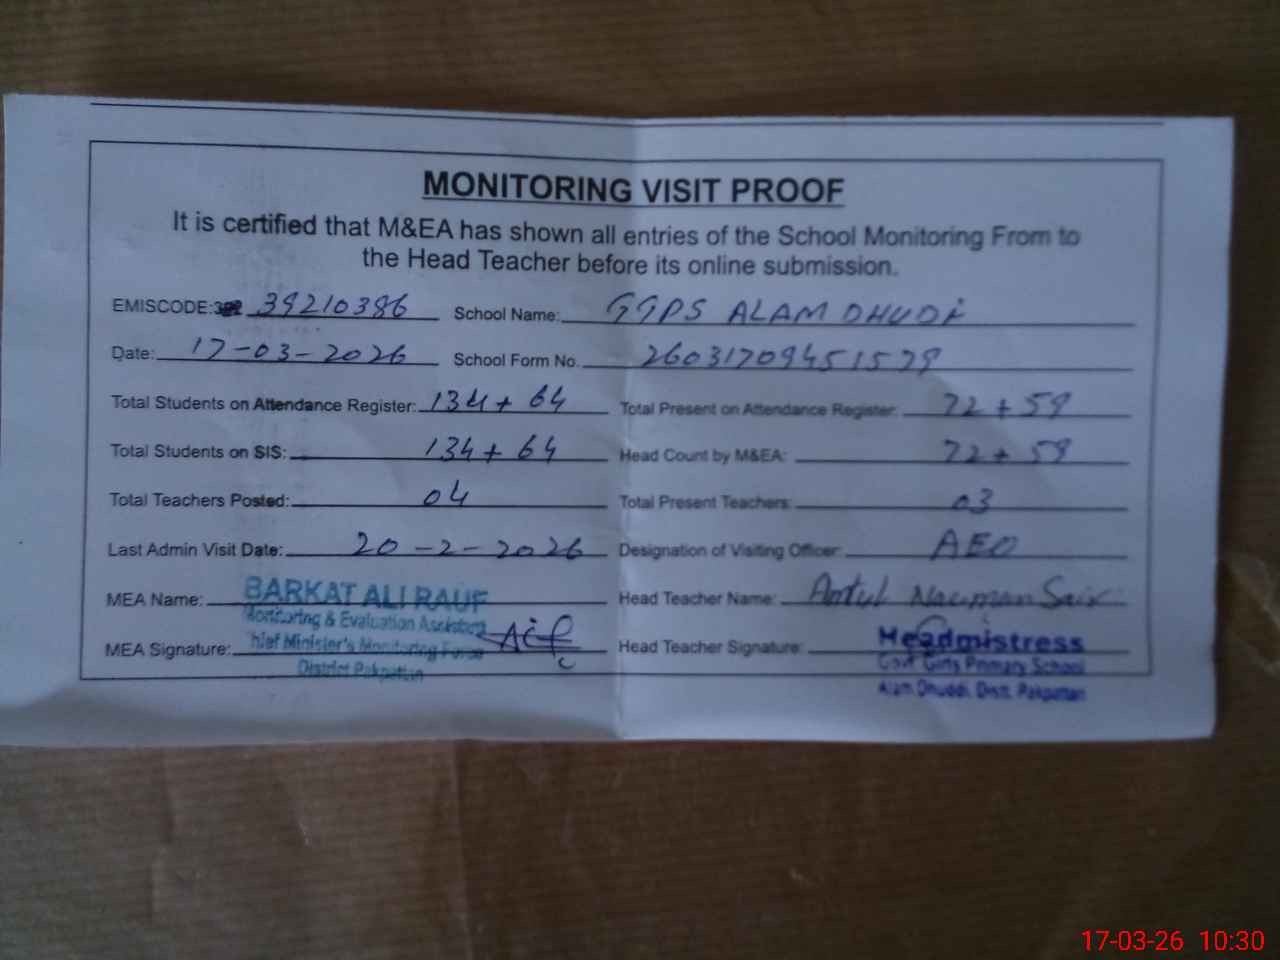 MONITORING VISIT PROOF
It is certified that M&EA has shown all entries of the School Monitoring From to
the Head Teacher before its online submission.
EMISCODE: 39210386 School Name: GGPS ALAM DHUDI
Date: 17-03-2026 School Form No. 26031709451579
Total Students on Attendance Register: 134 + 64 Total Present on Attendance Register: 72 + 59
Total Students on SIS: 134 + 64 Head Count by M&EA: 72 + 59
Total Teachers Posted: 04 Total Present Teachers: 03
Last Admin Visit Date: 20-2-2026 Designation of Visiting Officer: AEO
MEA Name: BARKAT ALI RAUF Head Teacher Name: Nauman
Monitoring & Evaluation Assistant
MEA Signature: hief Minister's Monitoring Force Head Teacher Signature: Headmistress
District Pakpattan
Govt Girls Primary School
Alam Dhuddi, Distt. Pakpattan
17-03-26 10:30